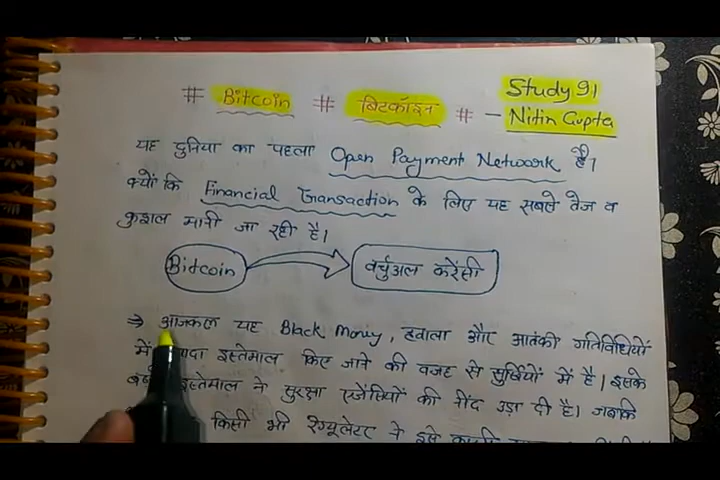 # Bitcoin # बिटकॉइन # Study 91
- Nitin Gupta
यह दुनिया का पहला Open Payment Network है।
क्यों कि Financial Transaction के लिए यह सबसे तेज व
कुशल मानी जा रही है।
Bitcoin वर्चुअल करेंसी
⇒ आजकल यह Black Money, हवाला और आतंकी गतिविधियों
में इस्तेमाल किए जाने की वजह से सुर्खियों में है। इसके
इस्तेमाल ने सुरक्षा एजेंसियों की नींद उड़ा दी है। जबकि
किसी भी रेग्यूलेटर ने इसे